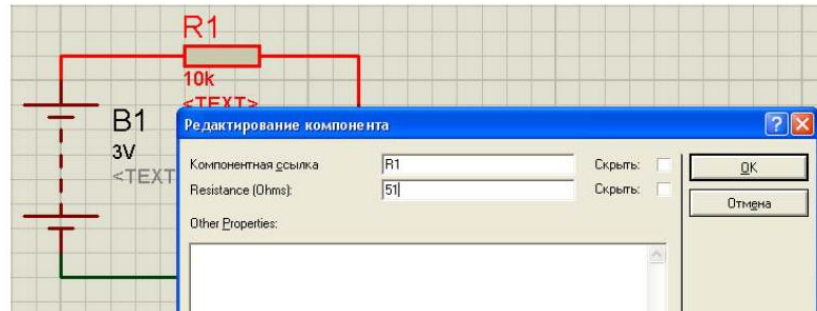 R1
10k
<TEXT>
B1
3V
<TEXT
Редактирование компонента
Компонентная ссылка R1 Скрыть:
Resistance (Ohms): 51 Скрыть:
Other Properties:
OK
Отмена